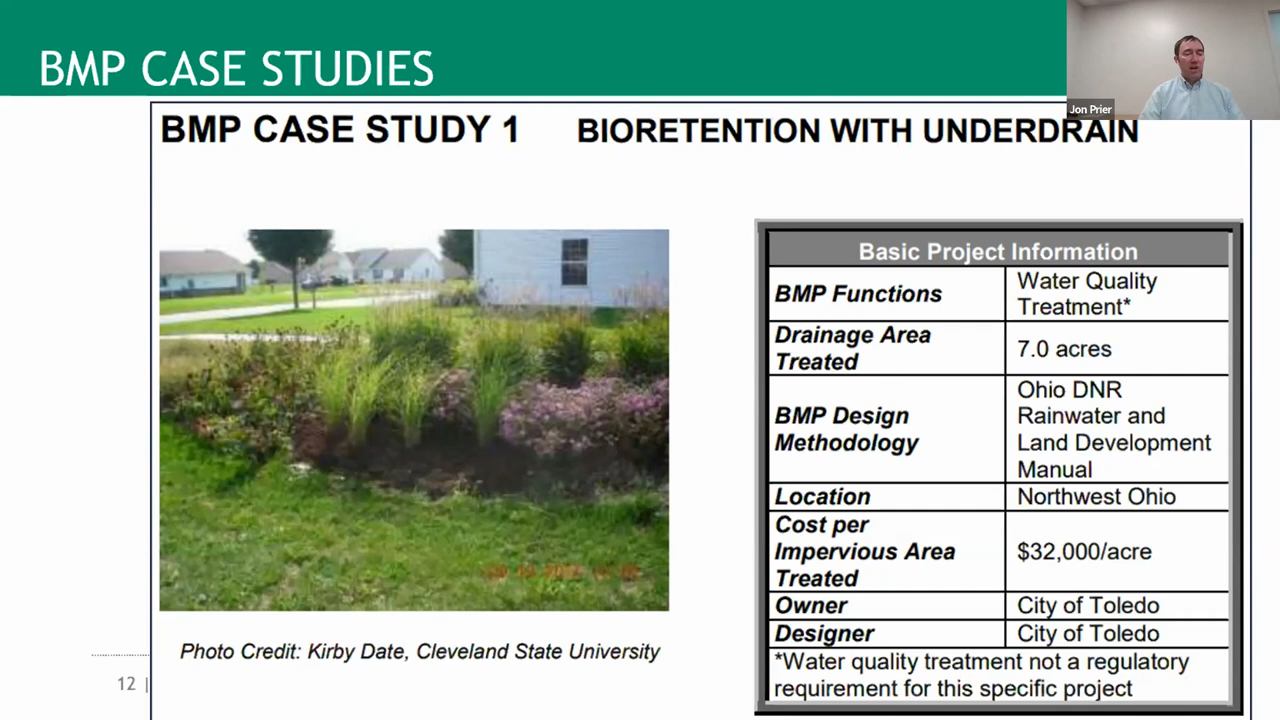 BMP CASE STUDIES
Jon Prier
BMP CASE STUDY 1 BIORETENTION WITH UNDERDRAIN
Basic Project Information
BMP Functions
Water Quality
Treatment*
Drainage Area
Treated
7.0 acres
BMP Design
Methodology
Ohio DNR
Rainwater and
Land Development
Manual
Location
Northwest Ohio
Cost per
Impervious Area
Treated
$32,000/acre
Owner
City of Toledo
Designer
City of Toledo
*Water quality treatment not a regulatory
requirement for this specific project
Photo Credit: Kirby Date, Cleveland State University
12 |